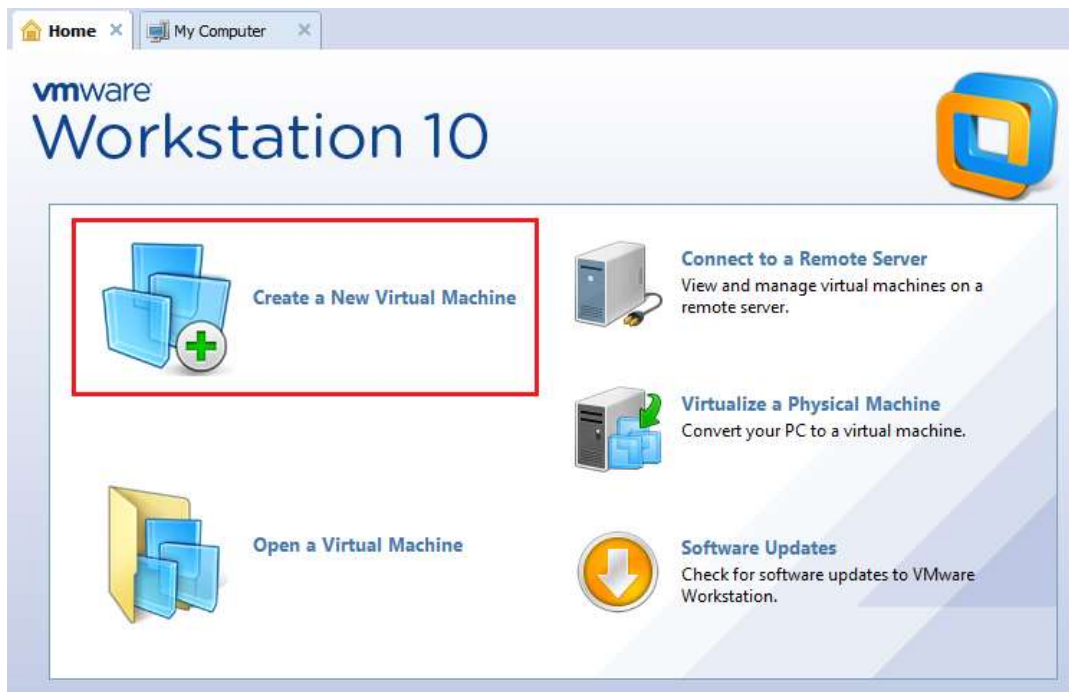 Home
My Computer
vmware
Workstation 10
Create a New Virtual Machine
Open a Virtual Machine
Connect to a Remote Server
View and manage virtual machines on a
remote server.
Virtualize a Physical Machine
Convert your PC to a virtual machine.
Software Updates
Check for software updates to VMware
Workstation.